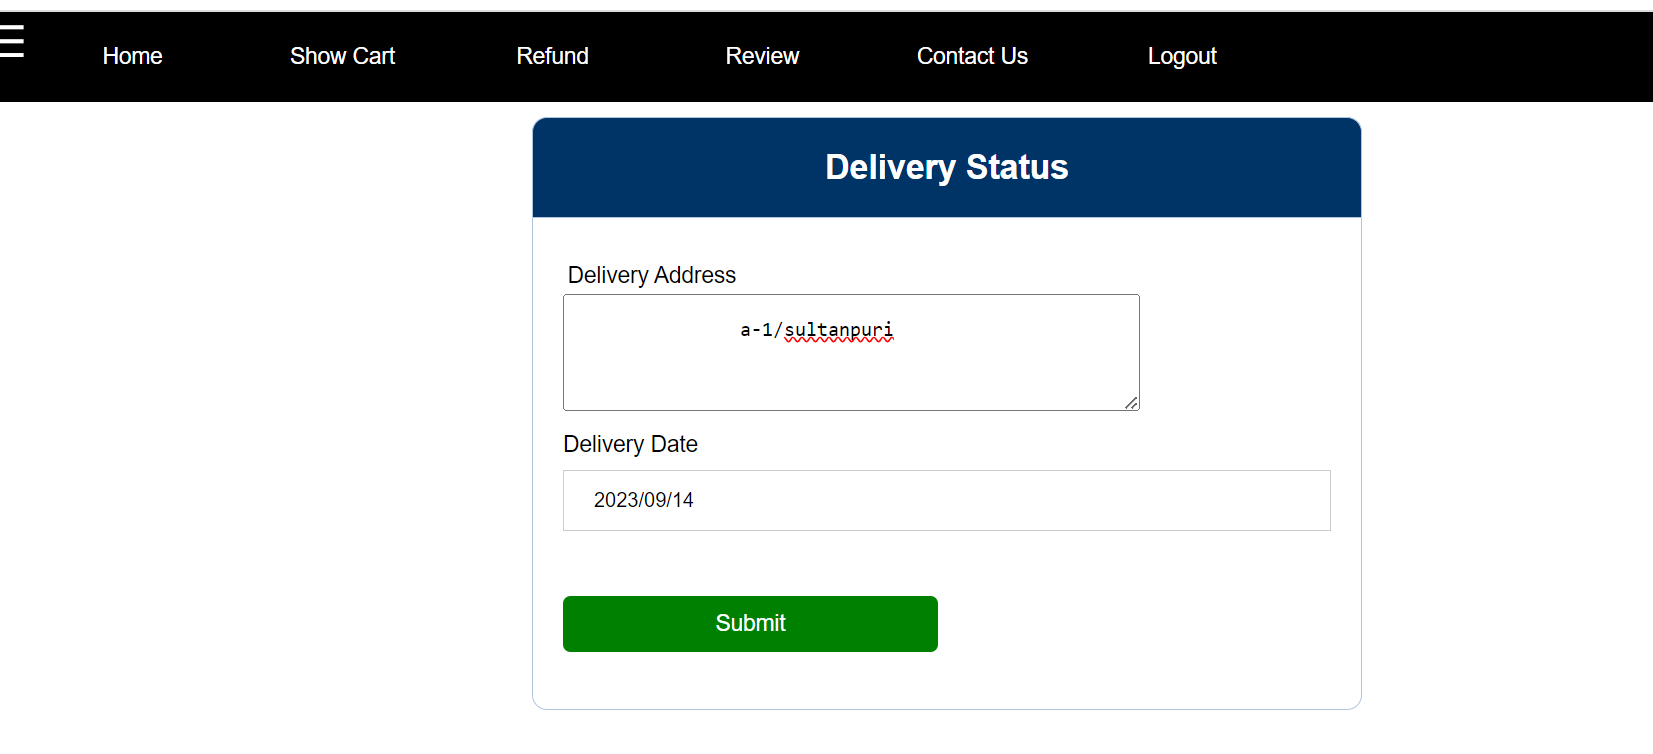 Home Show Cart Refund Review Contact Us Logout
Delivery Status
Delivery Address
a-1/sultanpuri
Delivery Date
2023/09/14
Submit